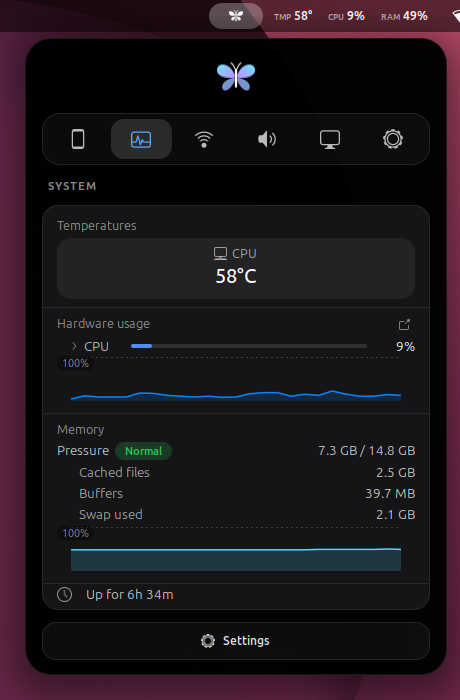 TMP 58° CPU 9% RAM 49%
SYSTEM
Temperatures
CPU
58°C
Hardware usage
CPU 9%
100%
Memory
Pressure Normal 7.3 GB / 14.8 GB
Cached files 2.5 GB
Buffers 39.7 MB
Swap used 2.1 GB
100%
Up for 6h 34m
Settings